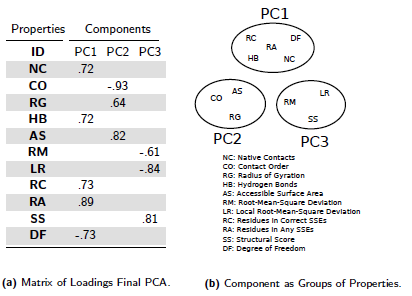 Properties Components
ID PC1 PC2 PC3
NC .72
CO -.93
RG .64
HB .72
AS .82
RM -.61
LR -.84
RC .73
RA .89
SS .81
DF -.73
(a) Matrix of Loadings Final PCA.
PC1
RC DF
RA
HB NC
AS
CO
RG
PC2
LR
RM
SS
PC3
NC: Native Contacts
CO: Contact Order
RG: Radius of Gyration
HB: Hydrogen Bonds
AS: Accessible Surface Area
RM: Root-Mean-Square Deviation
LR: Local Root-Mean-Square Deviation
RC: Residues in Correct SSEs
RA: Residues in Any SSEs
SS: Structural Score
DF: Degree of Freedom
(b) Component as Groups of Properties.